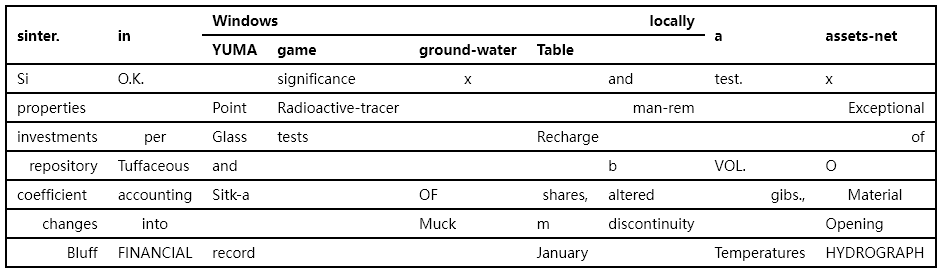 Windows locally
sinter. in a assets-net
YUMA game ground-water Table
Si O.K. significance x and test. x
properties Point Radioactive-tracer man-rem Exceptional
investments per Glass tests Recharge of
repository Tuffaceous and b VOL. O
coefficient accounting Sitk-a OF shares, altered gibs., Material
changes into Muck m discontinuity Opening
Bluff FINANCIAL record January Temperatures HYDROGRAPH